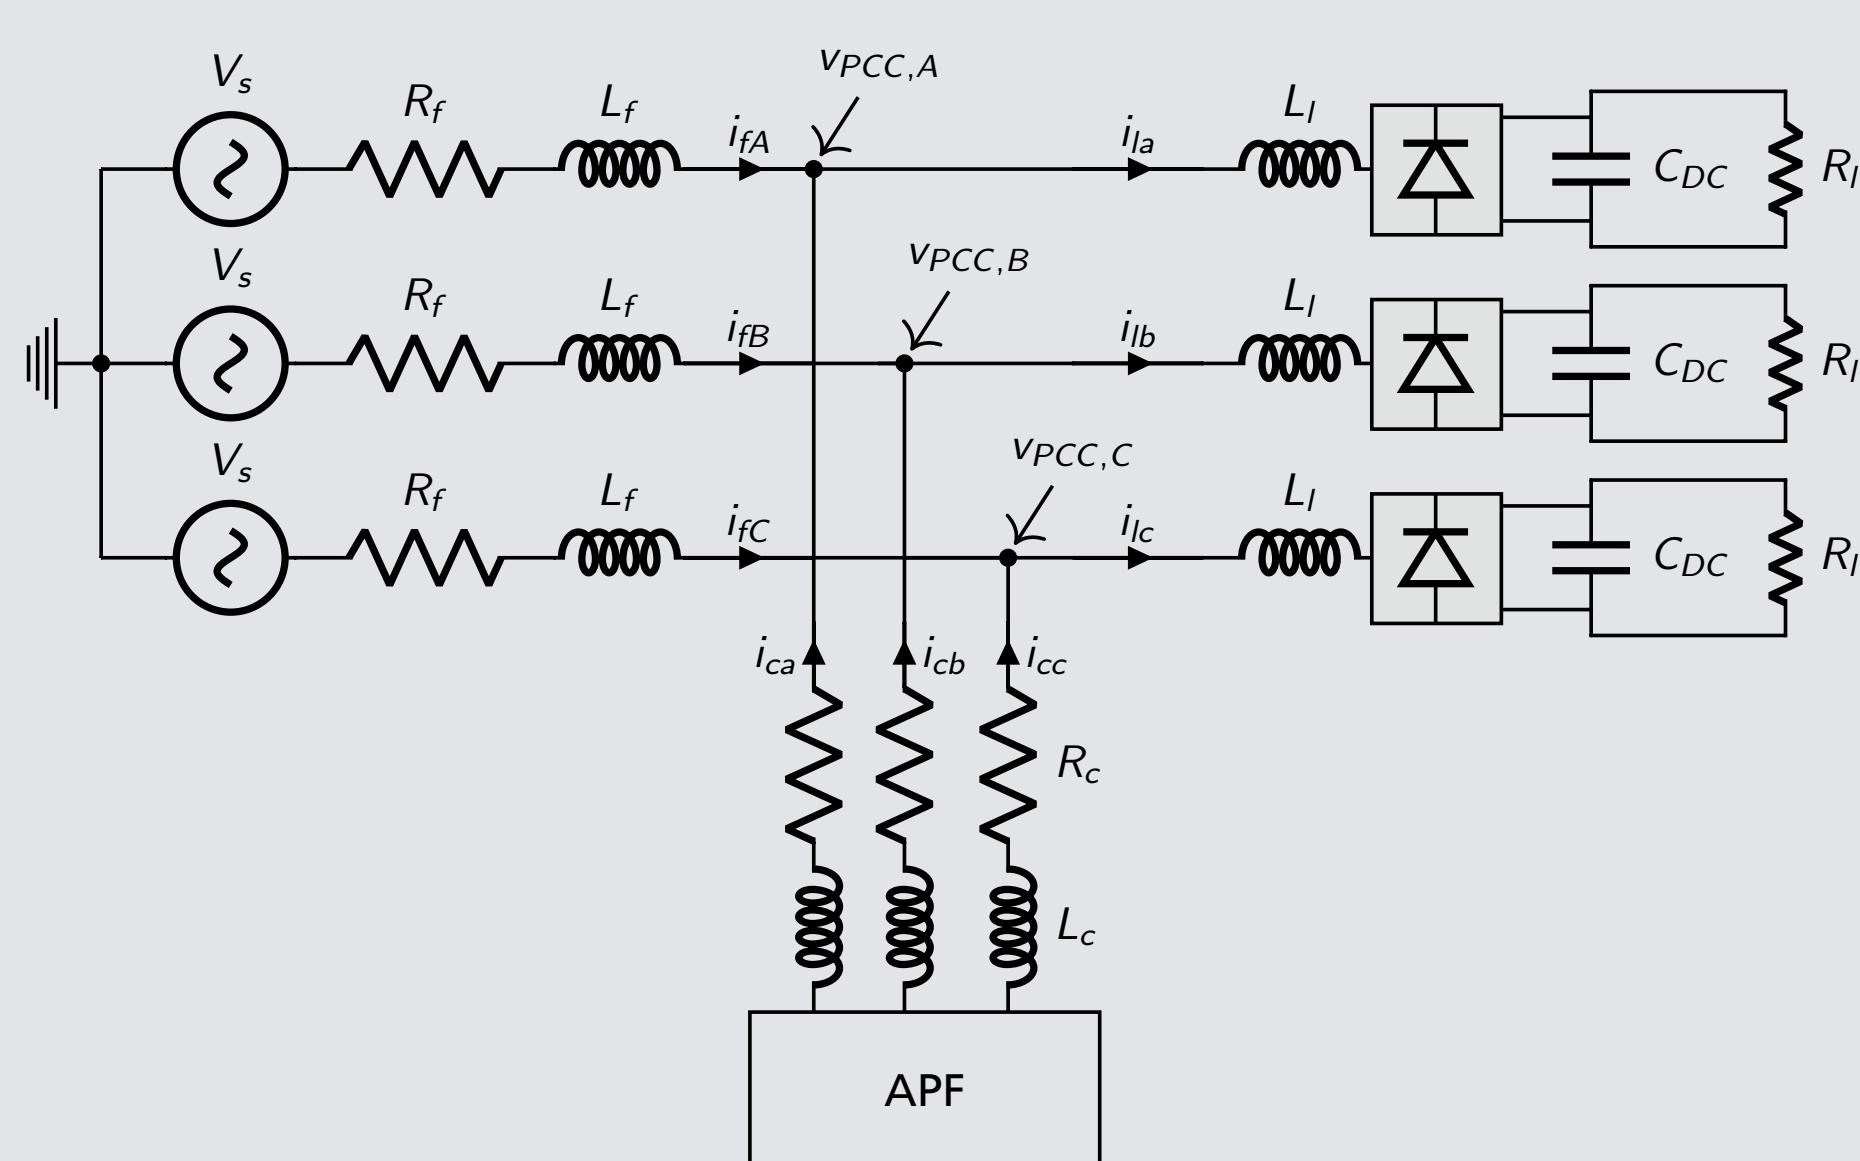 V_s R_f L_f i_{fA} v_{PCC,A} i_{la} L_l C_{DC} R_l
V_s R_f L_f i_{fB} v_{PCC,B} i_{lb} L_l C_{DC} R_l
V_s R_f L_f i_{fC} v_{PCC,C} i_{lc} L_l C_{DC} R_l
i_{ca} i_{cb} i_{cc}
R_c
L_c
APF